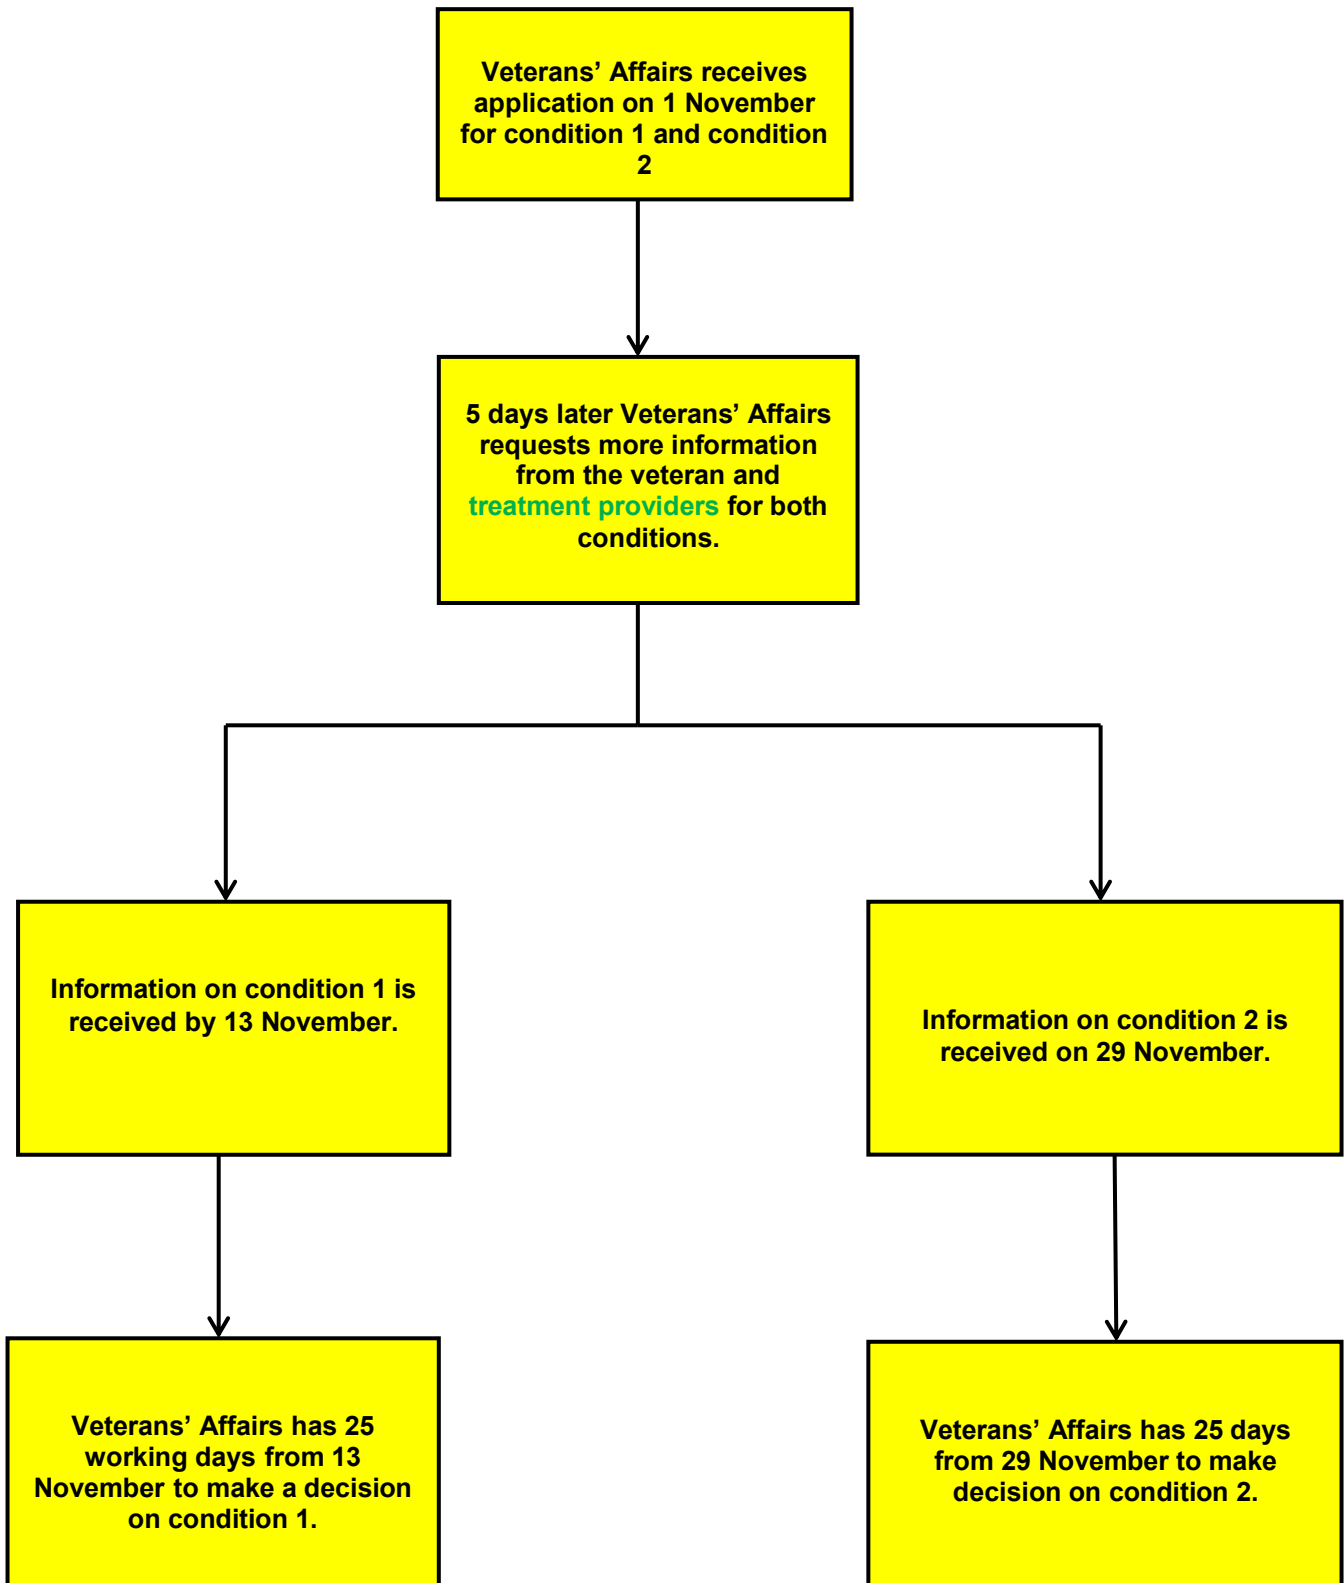 Veterans’ Affairs receives
application on 1 November
for condition 1 and condition
2
5 days later Veterans’ Affairs
requests more information
from the veteran and
treatment providers for both
conditions.
Information on condition 1 is
received by 13 November.
Information on condition 2 is
received on 29 November.
Veterans’ Affairs has 25
working days from 13
November to make a decision
on condition 1.
Veterans’ Affairs has 25 days
from 29 November to make
decision on condition 2.